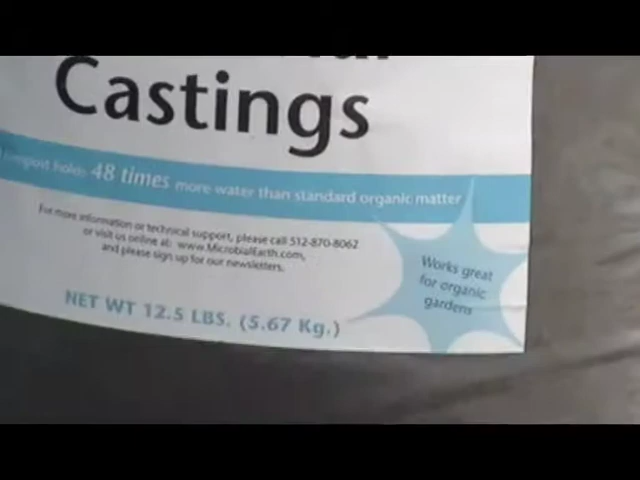 Castings
compost holds 48 times more water than standard organic matter
For more information or technical support, please call 512-870-8062
or visit us online at: www.MicrobialEarth.com,
and please sign up for our newsletters.
Works great
for organic
gardens
NET WT 12.5 LBS. (5.67 Kg.)